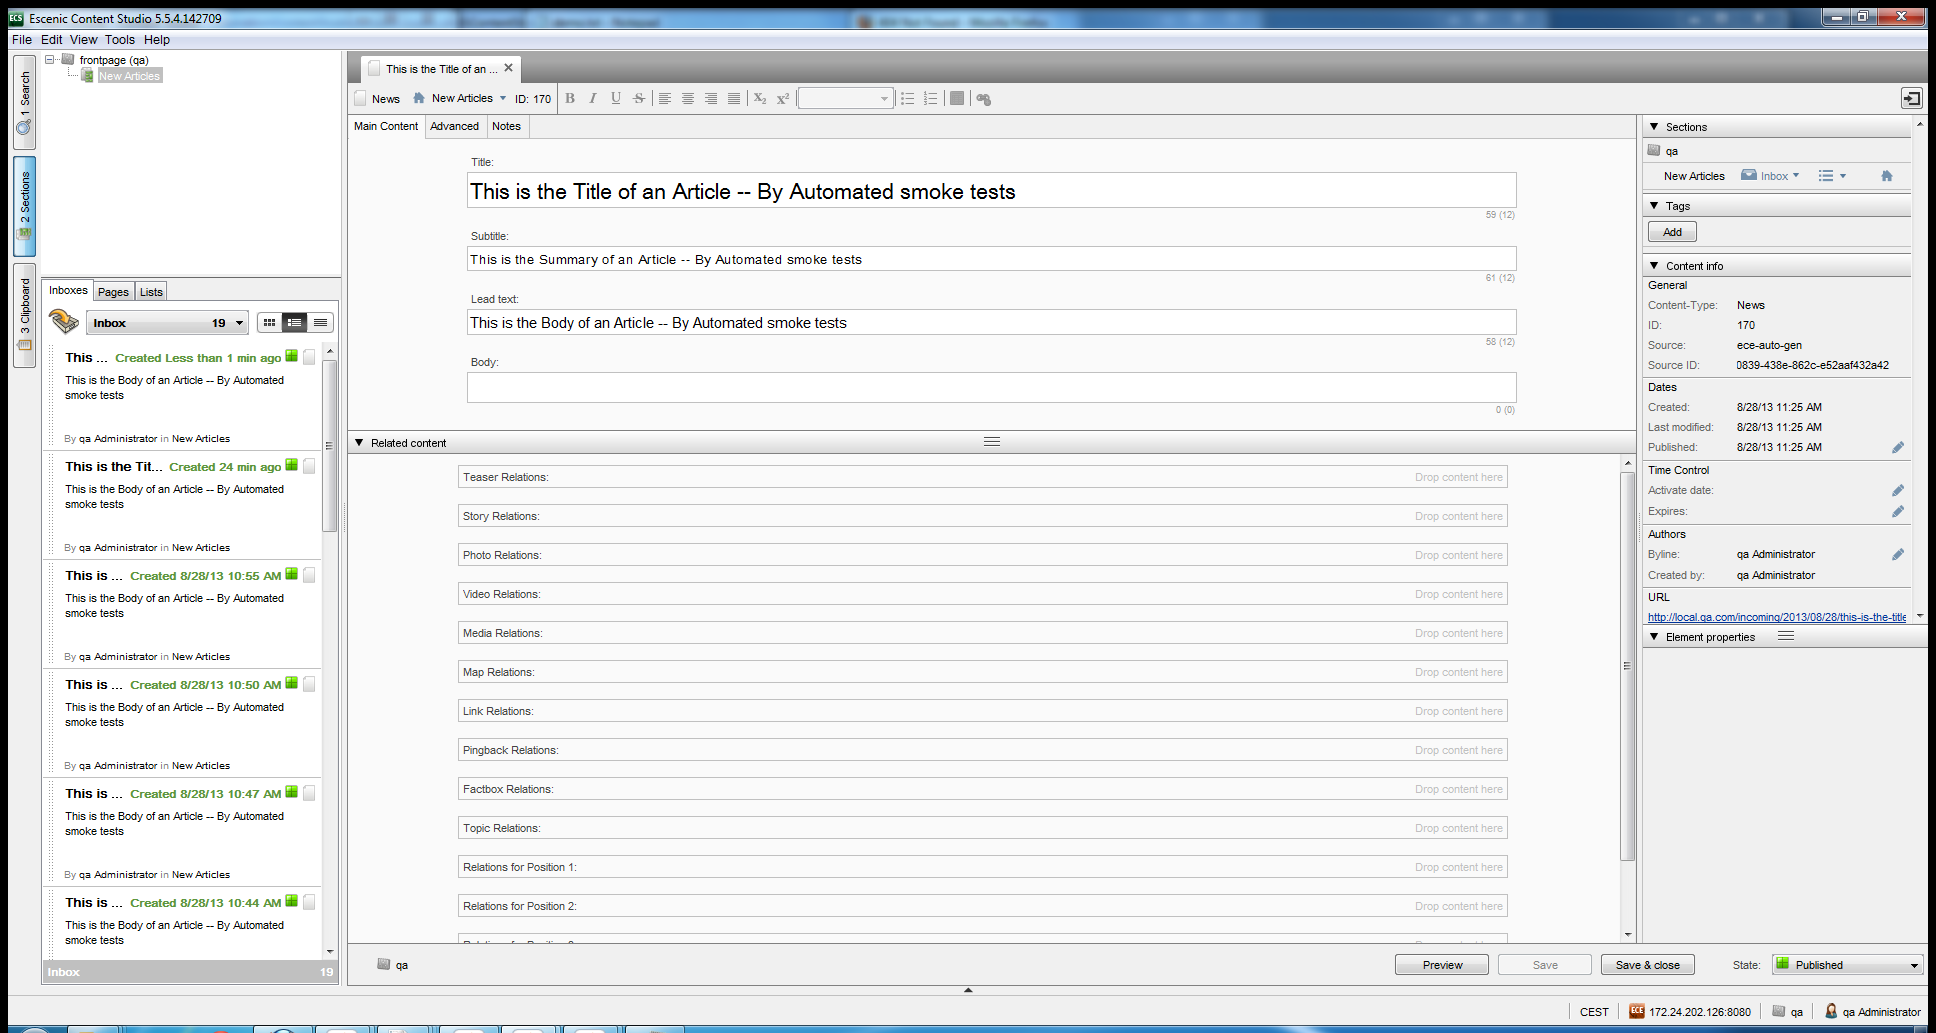 Escenic Content Studio 5.5.4.142709
File Edit View Tools Help
1 Search
2 Sections
3 Clipboard
frontpage (qa)
New Articles
Inboxes Pages Lists
Inbox 19
This ... Created Less than 1 min ago
This is the Body of an Article -- By Automated
smoke tests
By qa Administrator in New Articles
This is the Tit... Created 24 min ago
This is the Body of an Article -- By Automated
smoke tests
By qa Administrator in New Articles
This is ... Created 8/28/13 10:55 AM
This is the Body of an Article -- By Automated
smoke tests
By qa Administrator in New Articles
This is ... Created 8/28/13 10:50 AM
This is the Body of an Article -- By Automated
smoke tests
By qa Administrator in New Articles
This is ... Created 8/28/13 10:47 AM
This is the Body of an Article -- By Automated
smoke tests
By qa Administrator in New Articles
This is ... Created 8/28/13 10:44 AM
This is the Body of an Article -- By Automated
smoke tests
Inbox 19
This is the Title of an ...
News New Articles ID: 170 B I U S X2 X2
Main Content Advanced Notes
Title:
This is the Title of an Article -- By Automated smoke tests
59 (12)
Subtitle:
This is the Summary of an Article -- By Automated smoke tests
61 (12)
Lead text:
This is the Body of an Article -- By Automated smoke tests
58 (12)
Body:
0 (0)
Related content
Teaser Relations: Drop content here
Story Relations: Drop content here
Photo Relations: Drop content here
Video Relations: Drop content here
Media Relations: Drop content here
Map Relations: Drop content here
Link Relations: Drop content here
Pingback Relations: Drop content here
Factbox Relations: Drop content here
Topic Relations: Drop content here
Relations for Position 1: Drop content here
Relations for Position 2: Drop content here
qa
Preview Save Save & close State: Published
Sections
qa
New Articles Inbox
Tags
Add
Content info
General
Content-Type: News
ID: 170
Source: ece-auto-gen
Source ID: 0839-438e-862c-e52aaf432a42
Dates
Created: 8/28/13 11:25 AM
Last modified: 8/28/13 11:25 AM
Published: 8/28/13 11:25 AM
Time Control
Activate date:
Expires:
Authors
Byline: qa Administrator
Created by: qa Administrator
URL
http://local.qa.com/incoming/2013/08/28/this-is-the-title
Element properties
CEST ECE 172.24.202.126:8080 qa qa Administrator